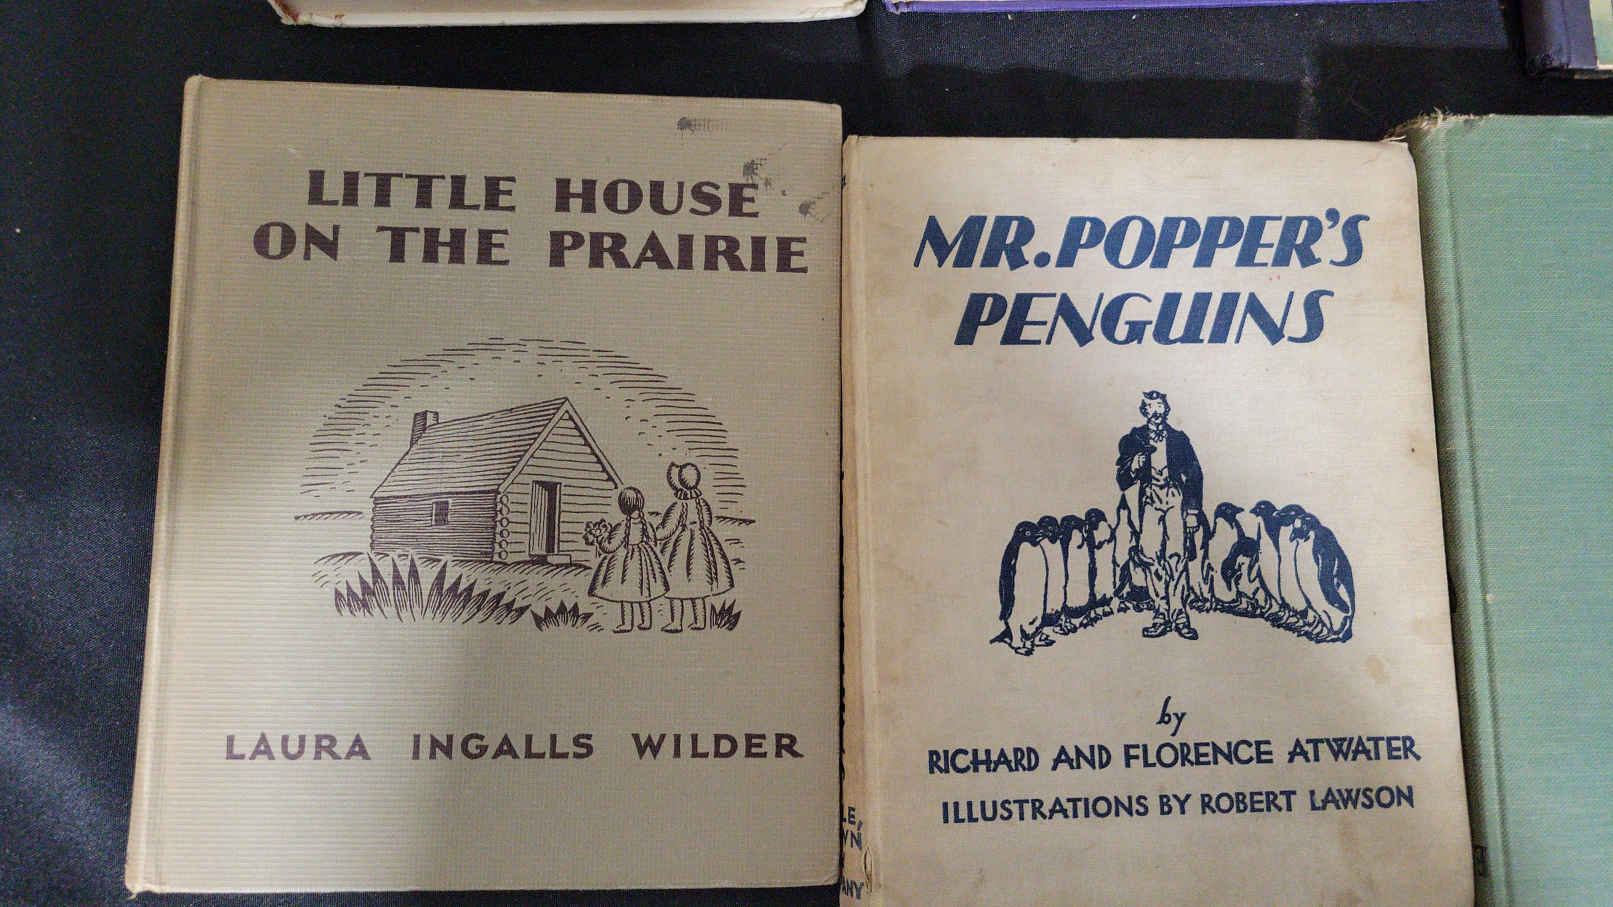 LITTLE HOUSE
ON THE PRAIRIE
LAURA INGALLS WILDER
MR. POPPER'S
PENGUINS
by
RICHARD AND FLORENCE ATWATER
ILLUSTRATIONS BY ROBERT LAWSON